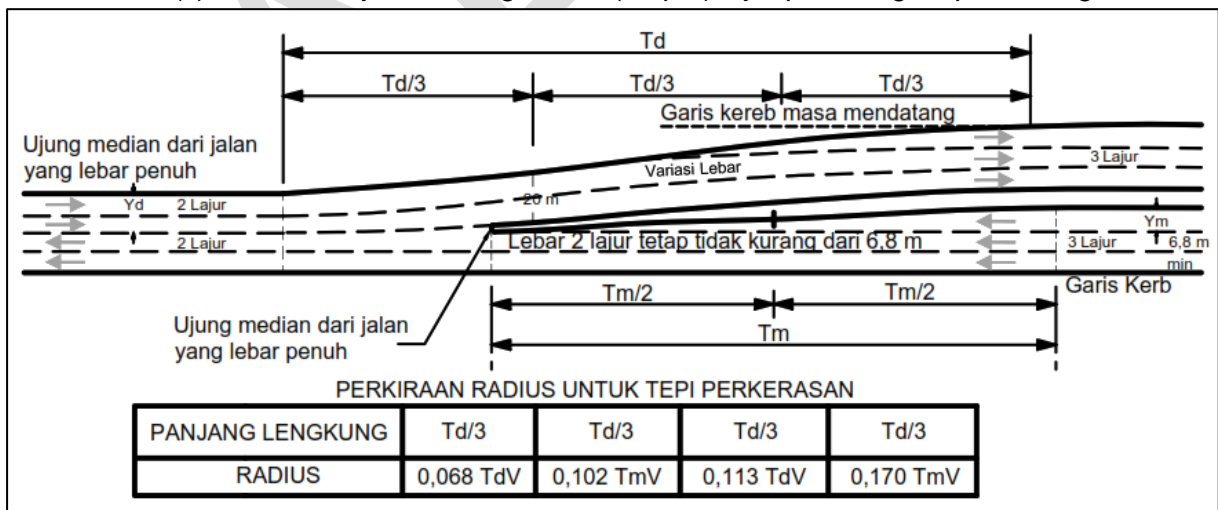 Td
Td/3 Td/3 Td/3
Garis kereb masa mendatang
Ujung median dari jalan
yang lebar penuh
3 Lajur
Variasi Lebar
Yd 2 Lajur
20 m
Ym
2 Lajur
Lebar 2 lajur tetap tidak kurang dari 6,8 m
3 Lajur
6,8 m
min
Garis Kerb
Tm/2 Tm/2
Ujung median dari jalan
yang lebar penuh
Tm
PERKIRAAN RADIUS UNTUK TEPI PERKERASAN
PANJANG LENGKUNG Td/3 Td/3 Td/3 Td/3
RADIUS 0,068 TdV 0,102 TmV 0,113 TdV 0,170 TmV